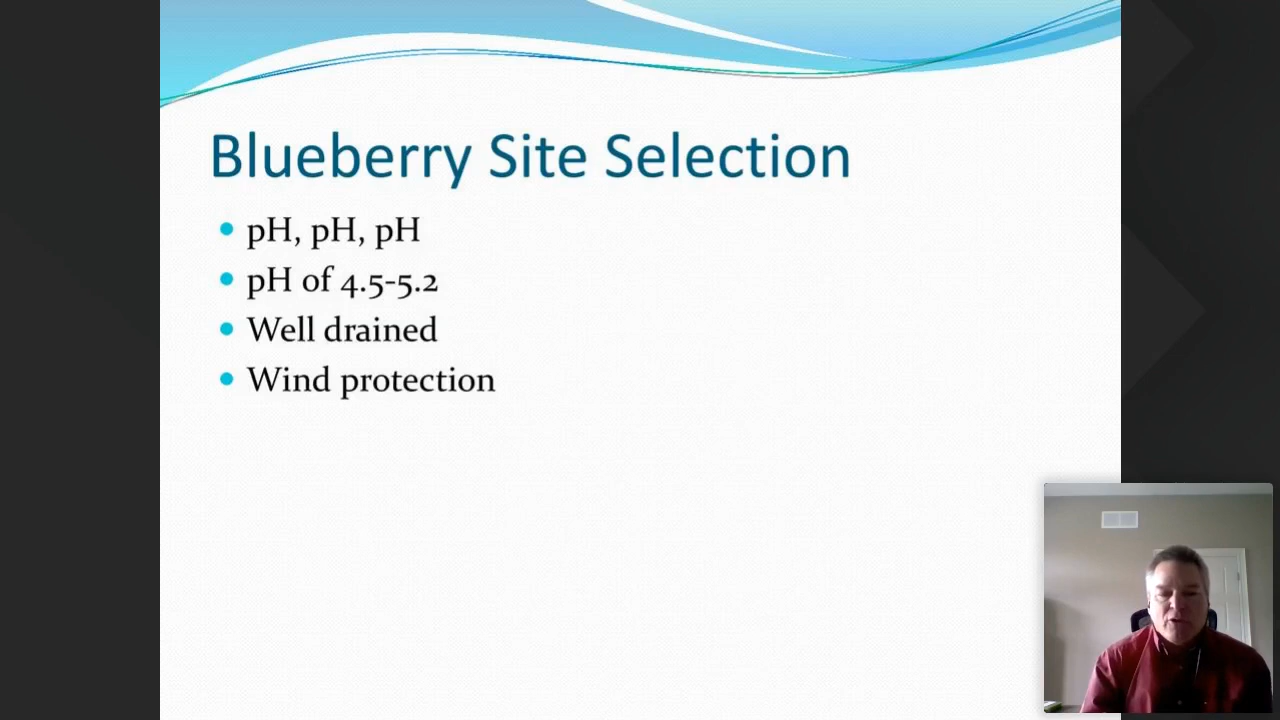 Blueberry Site Selection
pH, pH, pH
pH of 4.5-5.2
Well drained
Wind protection